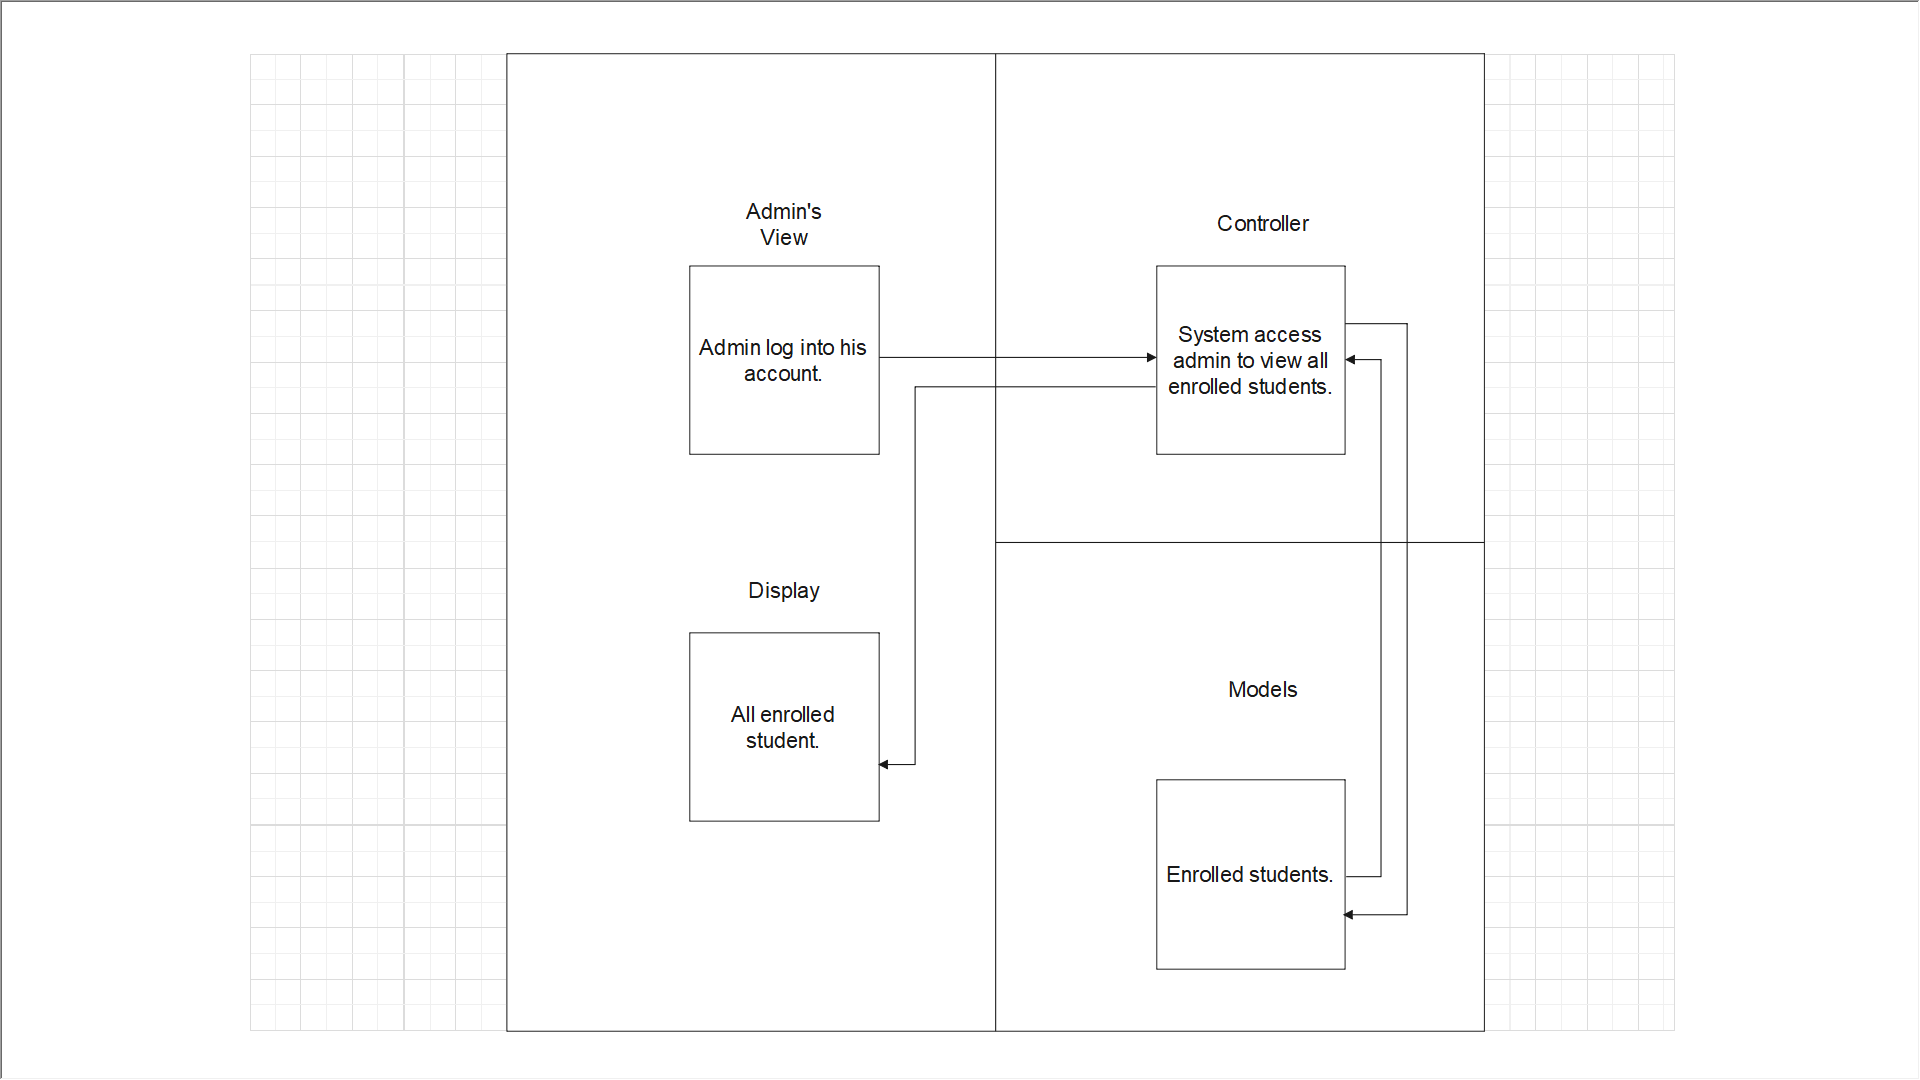 Admin's
View
Admin log into his
account.
Controller
System access
admin to view all
enrolled students.
Display
All enrolled
student.
Models
Enrolled students.